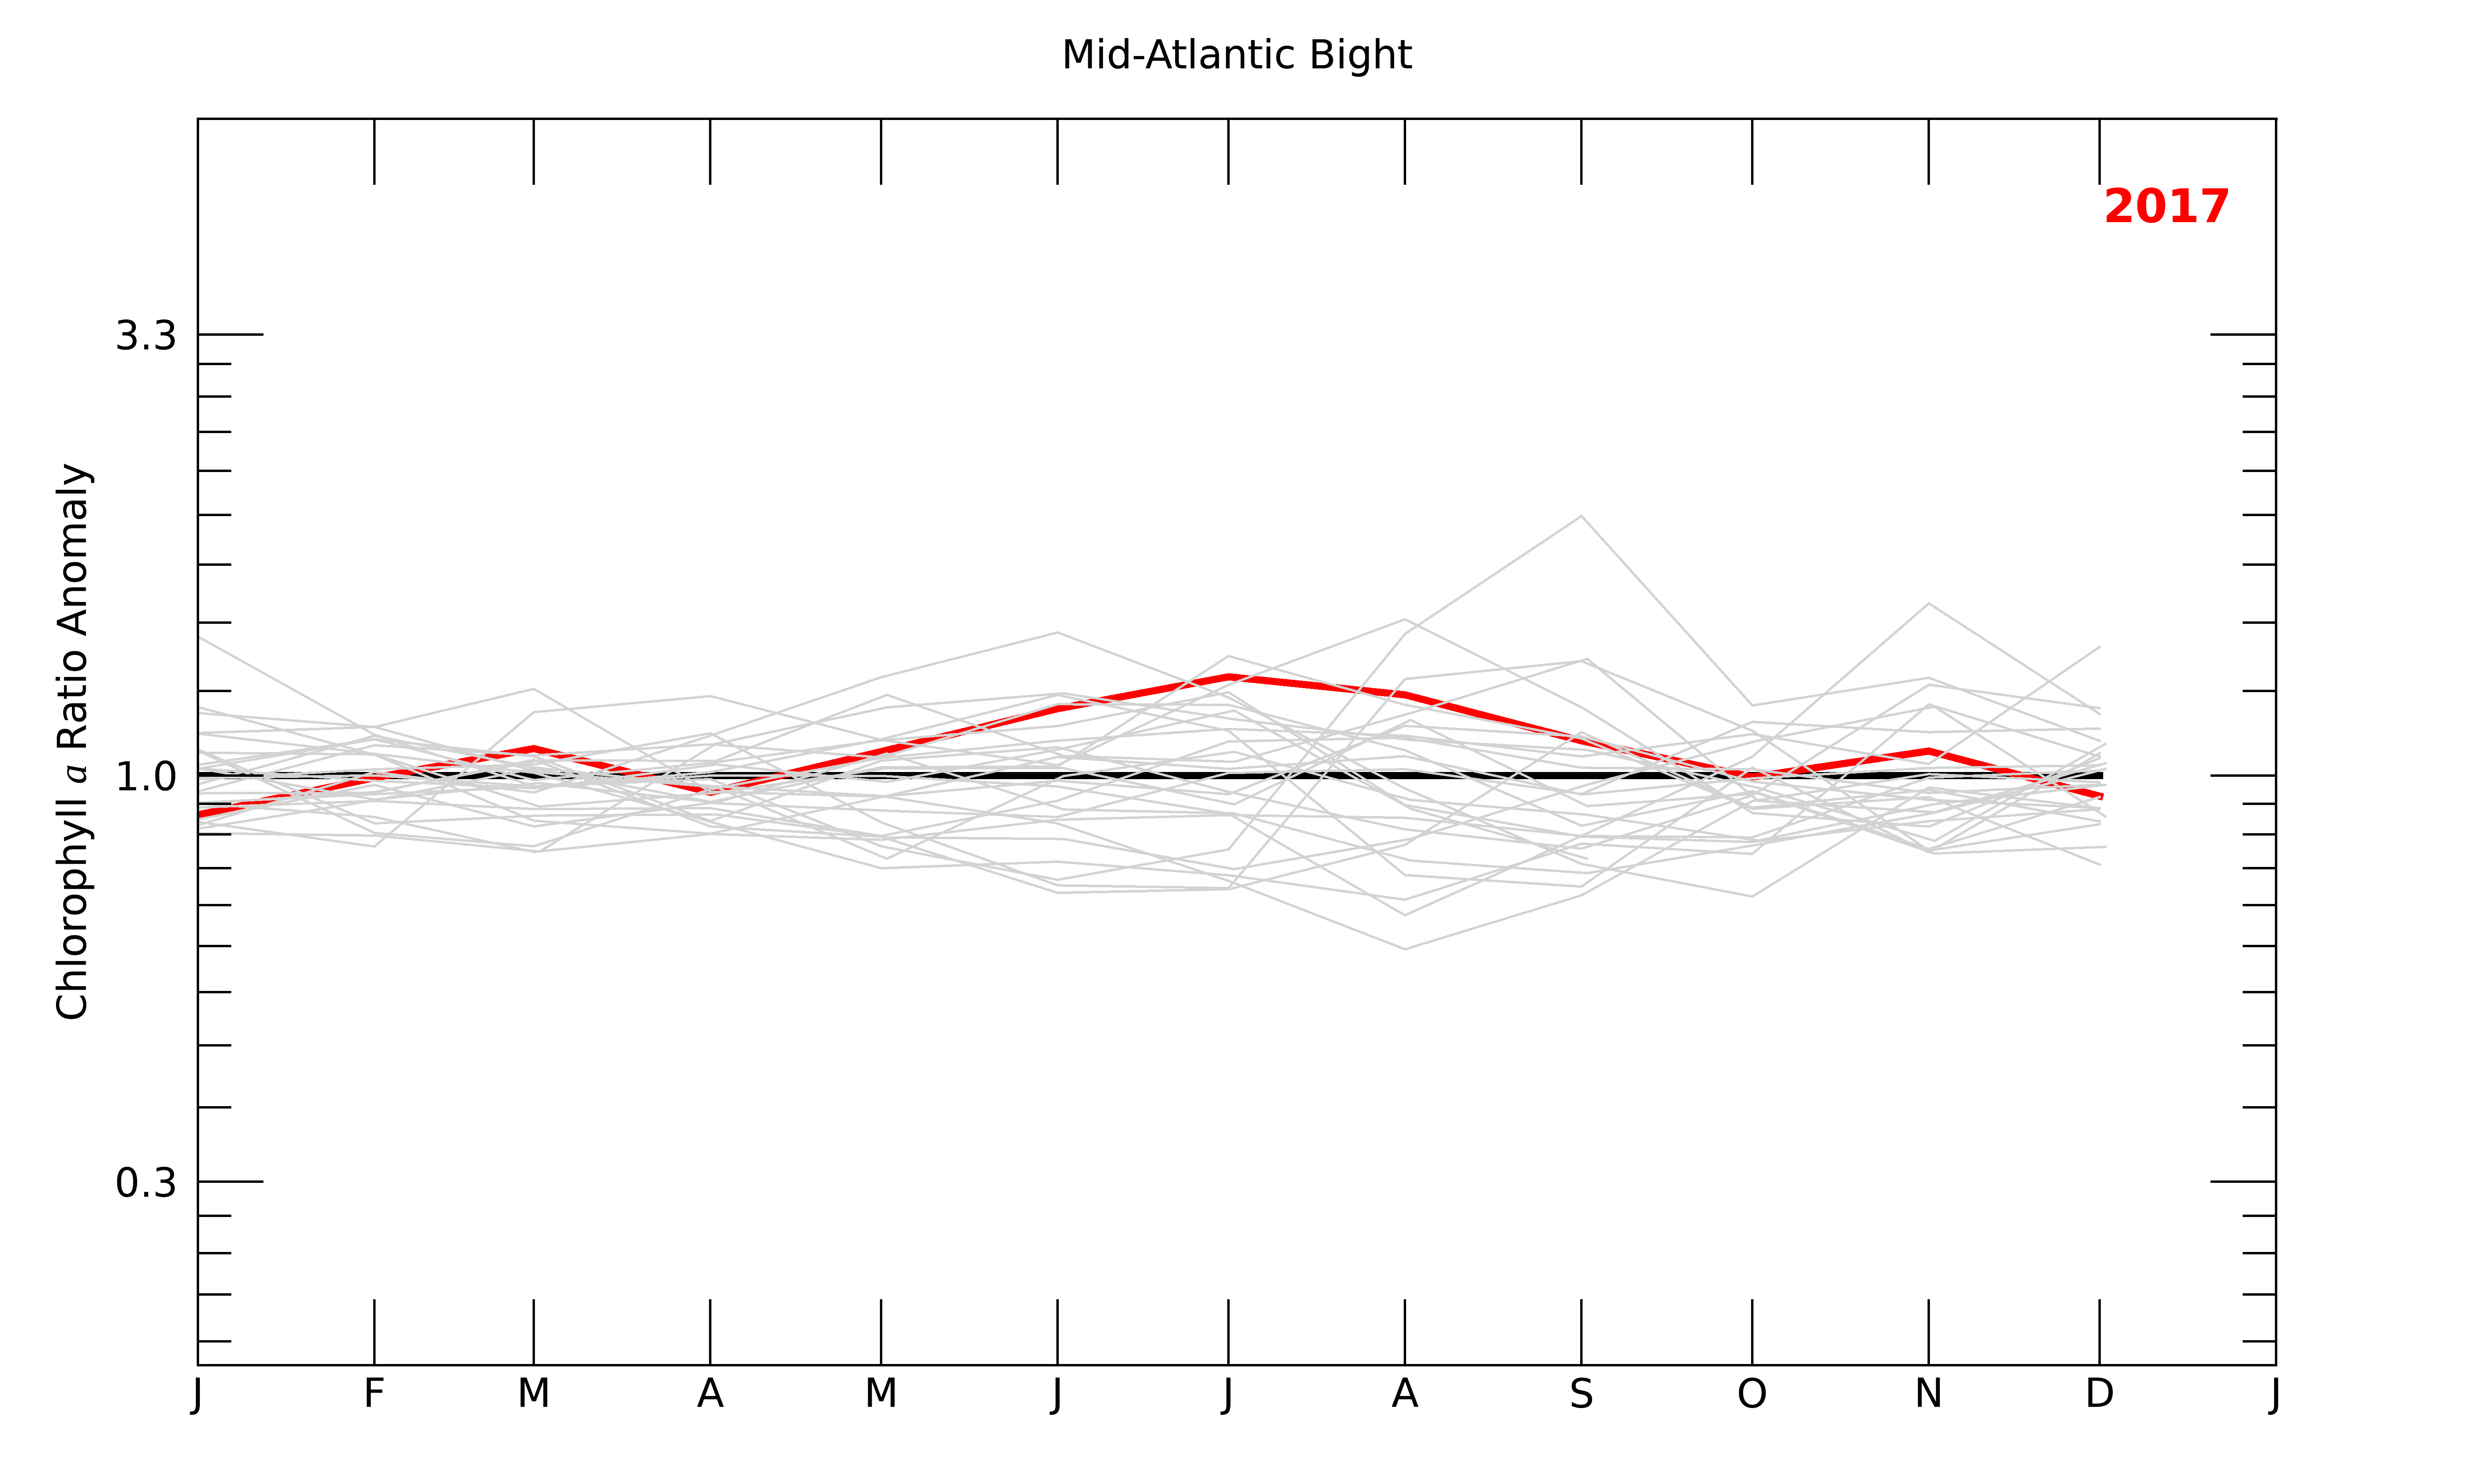 Mid-Atlantic Bight
2017
3.3
1.0
0.3
Chlorophyll a Ratio Anomaly
J F M A M J J A S O N D J